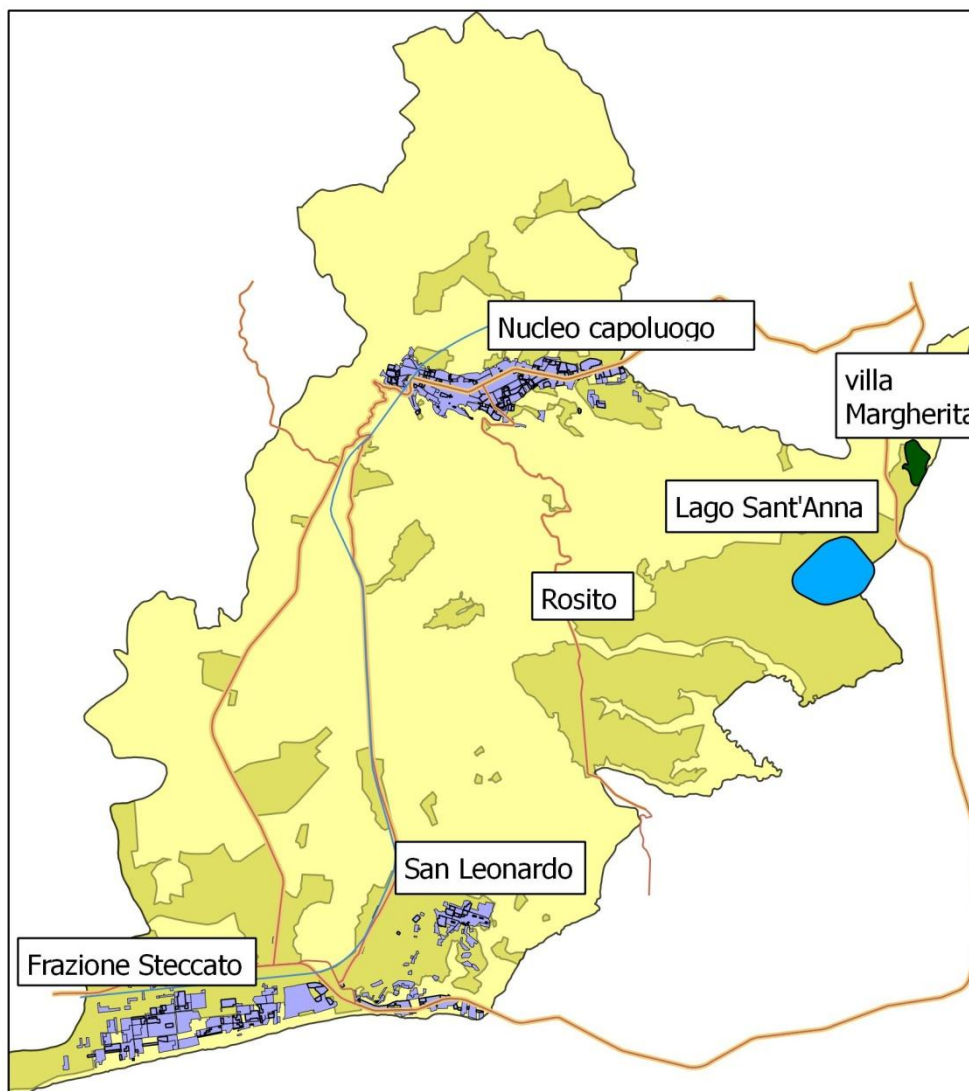 Nucleo capoluogo
villa
Margherita
Lago Sant'Anna
Rosito
San Leonardo
Frazione Steccato